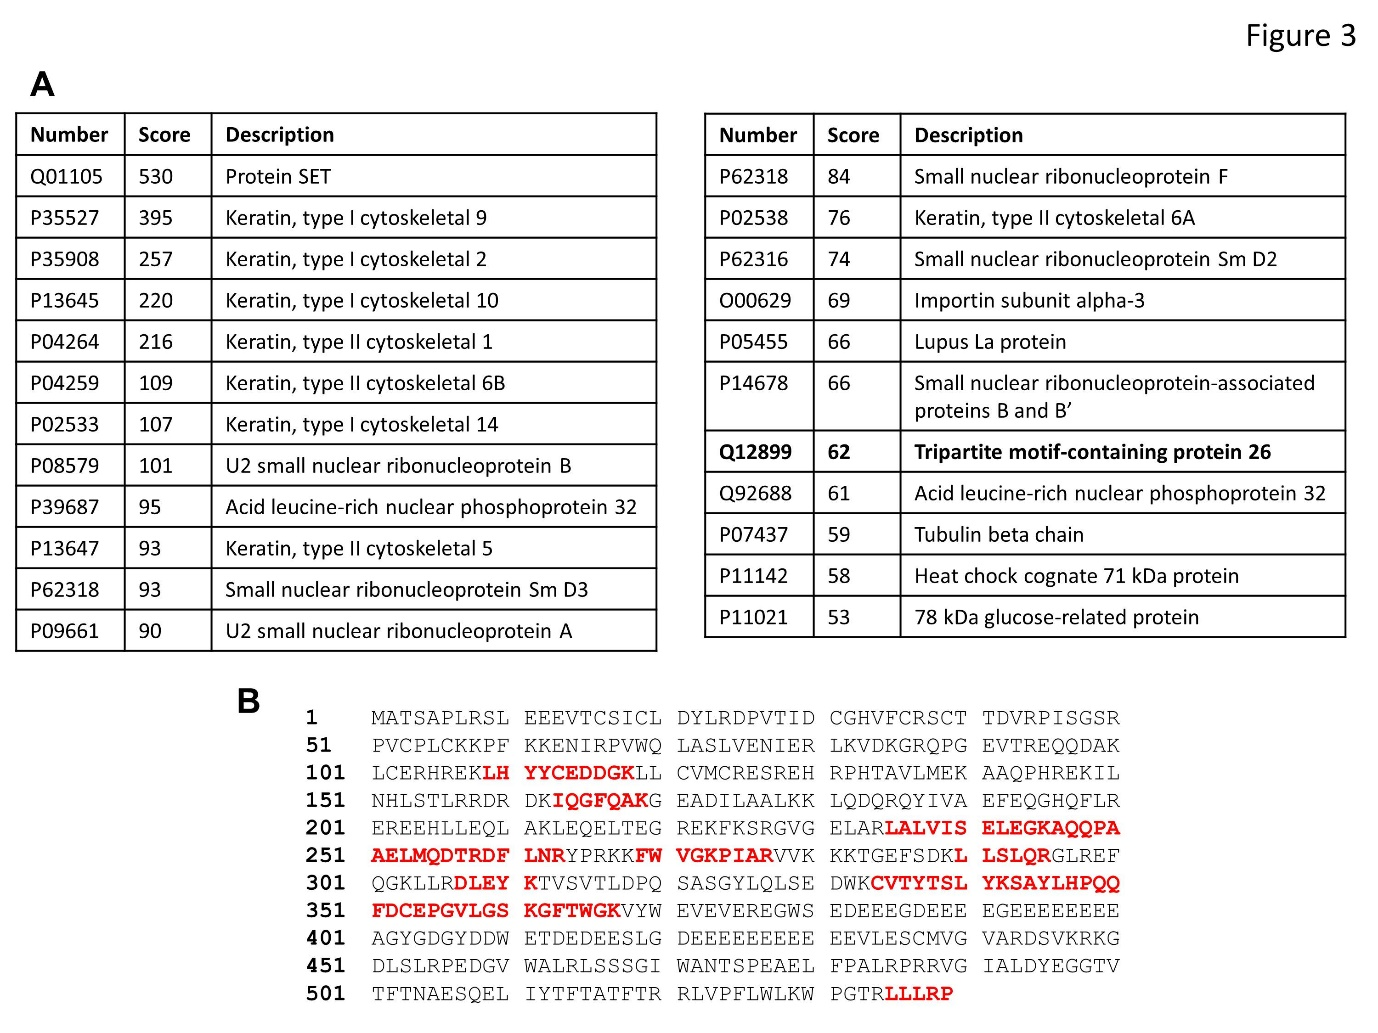 Figure 3
A
Number Score Description
Q01105 530 Protein SET
P35527 395 Keratin, type I cytoskeletal 9
P35908 257 Keratin, type I cytoskeletal 2
P13645 220 Keratin, type I cytoskeletal 10
P04264 216 Keratin, type II cytoskeletal 1
P04259 109 Keratin, type II cytoskeletal 6B
P02533 107 Keratin, type I cytoskeletal 14
P08579 101 U2 small nuclear ribonucleoprotein B
P39687 95 Acid leucine-rich nuclear phosphoprotein 32
P13647 93 Keratin, type II cytoskeletal 5
P62318 93 Small nuclear ribonucleoprotein Sm D3
P09661 90 U2 small nuclear ribonucleoprotein A
Number Score Description
P62318 84 Small nuclear ribonucleoprotein F
P02538 76 Keratin, type II cytoskeletal 6A
P62316 74 Small nuclear ribonucleoprotein Sm D2
O00629 69 Importin subunit alpha-3
P05455 66 Lupus La protein
P14678 66 Small nuclear ribonucleoprotein-associated
proteins B and B’
Q12899 62 Tripartite motif-containing protein 26
Q92688 61 Acid leucine-rich nuclear phosphoprotein 32
P07437 59 Tubulin beta chain
P11142 58 Heat chock cognate 71 kDa protein
P11021 53 78 kDa glucose-related protein
B
1 MATSAPLRSL EEEVTCSICL DYLRDPVTID CGHVFCRSCT TDVRPISGSR
51 PVCPLCKKPF KKENIRPVWQ LASLVENIER LKVDKGRQPG EVTREQQDAK
101 LCERHREKLH YYCEDDGKLL CVMCRESREH RPHTAVLMEK AAQPHREKIL
151 NHLSTLRRDR DKIQGFQAKG EADILAALKK LQDQRQYIVA EFEQGHQFLR
201 EREEHLLEQL AKLEQELTEG REKFKSRGVG ELARLALVIS ELEGKAQQPA
251 AELMQDTRDF LNRYPRKKFW VGKPIARVVK KKTGEFSDKL LSLQRGLREF
301 QGKLLRDLEY KTVSVTLDPQ SASGYLQLSE DWKCVTYTSL YKSAYLHPQQ
351 FDCEPGVLGS KGFTWGKVYW EVEVEREGWS EDEEEGDEEE EGEEEEEEEE
401 AGYGDGYDDW ETDEDEESLG DEEEEEEEEE EEVLESCMVG VARDSVKRKG
451 DLSLRPEDGV WALRLSSSGI WANTSPEAEL FPALRPRRVG IALDYEGGTV
501 TFTNAESQEL IYTFTATFTR RLVPFLWLKW PGTRLLLRP